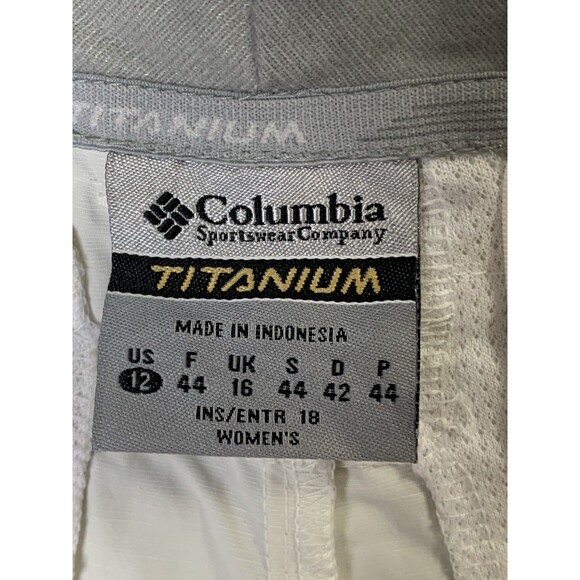 TITANIUM
Columbia
Sportswear Company
TITANIUM
MADE IN INDONESIA
US F UK S D P
12 44 16 44 42 44
INS/ENTR 18
WOMEN'S